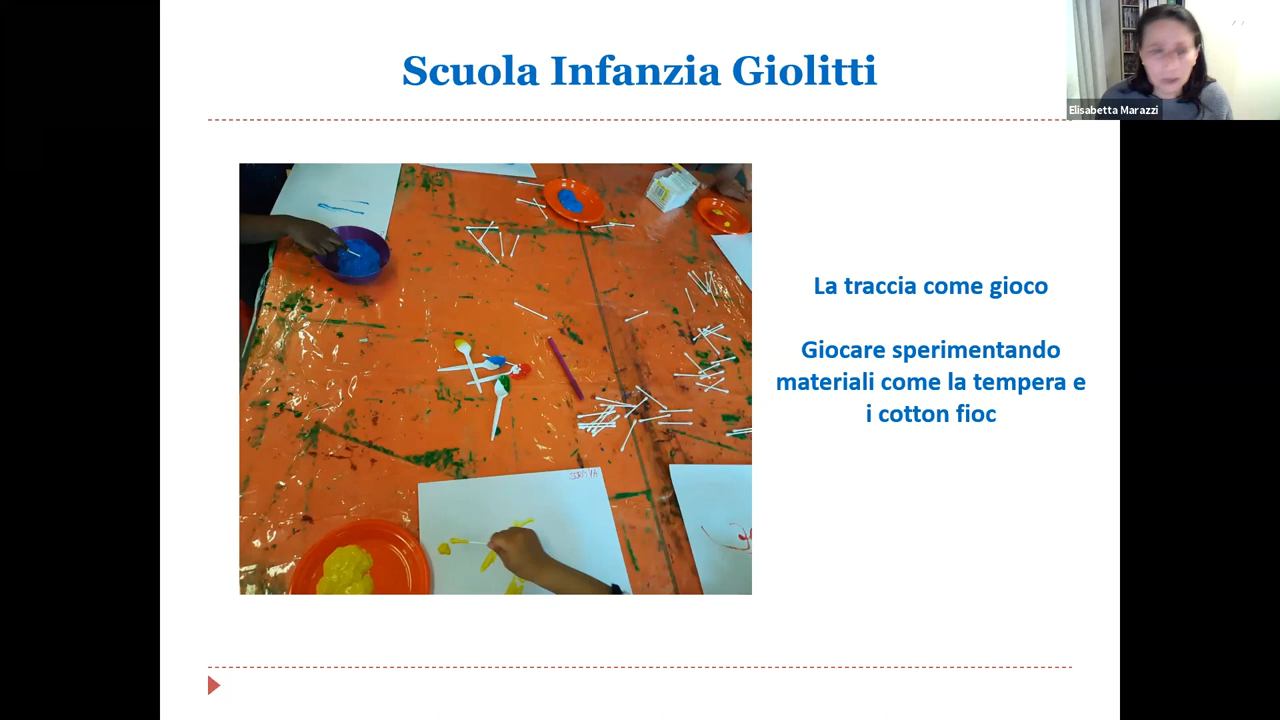 Scuola Infanzia Giolitti
Elisabetta Marazzi
La traccia come gioco
Giocare sperimentando
materiali come la tempera e
i cotton fioc